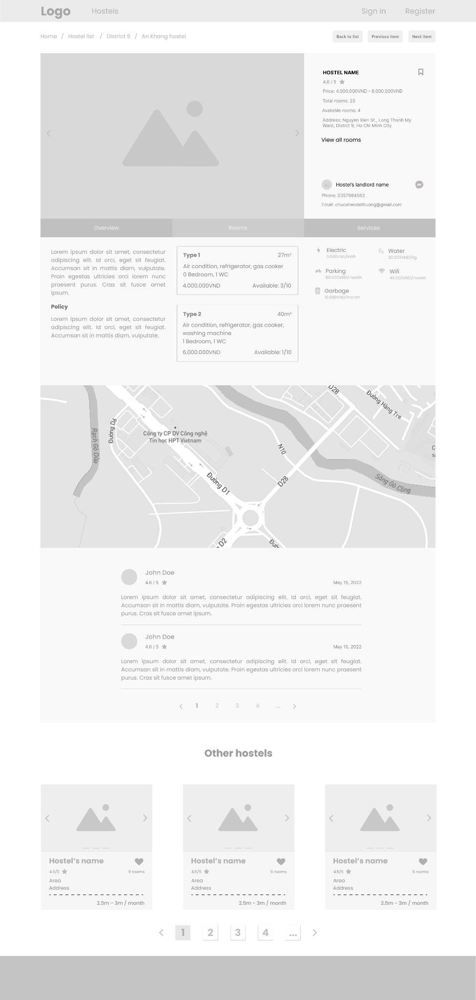 Logo
Hostels
Sign in
Register
Home / Hostel list / District 9 / An Khang hostel
Back to list
Previous item
Next item
HOSTEL NAME
4.6 / 5
Price: 4.000.000VND - 6.000.000VND
Total rooms: 20
Available rooms: 4
Address: Nguyen Xien St., Long Thanh My
Ward, Distrct 9, Ho Chi Minh City
View all rooms
Hostel's landlord name
Phone: 0357984562
Email: chucaheodethuong@gmail.com
Overview
Rooms
Services
Lorem ipsum dolor sit amet, consectetur
adipiscing elit. Id orci, eget sit feugiat.
Accumsan sit in mattis diam, vulputate.
Proin egestas ultricies orci lorem nunc
praesent purus. Cras sit fusce amet
ipsum.
Policy
Lorem ipsum dolor sit amet, consectetur
adipiscing elit. Id orci, eget sit feugiat.
Accumsan sit in mattis diam, vulputate.
Type 1
27m²
Air condition, refrigerator, gas cooker
0 Bedroom, 1 WC
4.000,000VND
Available: 3/10
Type 2
40m²
Air condition, refrigerator, gas cooker,
washing machine
1 Bedroom, 1 WC
6.000.000VND
Available: 1/10
Electric
3.500VND/kWh
Water
20.000VND/Kg
Parking
80.000VND/month
Wifi
40.000VND/month
Garbage
10.000VND/month
D28
Đường Hàng Tre
Đường D6
Rạch Gò Dừa
Công ty CP DV Công nghệ
Tin học HPT Vietnam
N10
Đường D1
D28
Sông Gò Công
D2
John Doe
4.6 / 5
May 15, 2022
Lorem ipsum dolor sit amet, consectetur adipiscing elit. Id orci, eget sit feugiat.
Accumsan sit in mattis diam, vulputate. Proin egestas ultricies orci lorem nunc praesent
purus. Cras sit fusce amet ipsum.
John Doe
4.6 / 5
May 15, 2022
Lorem ipsum dolor sit amet, consectetur adipiscing elit. Id orci, eget sit feugiat.
Accumsan sit in mattis diam, vulputate. Proin egestas ultricies orci lorem nunc praesent
purus. Cras sit fusce amet ipsum.
1 2 3 4 ...
Other hostels
Hostel's name
4.5/5
9 rooms
Area
Address
2.5m - 3m / month
Hostel's name
4.5/5
9 rooms
Area
Address
2.5m - 3m / month
Hostel's name
4.5/5
9 rooms
Area
Address
2.5m - 3m / month
1 2 3 4 ...